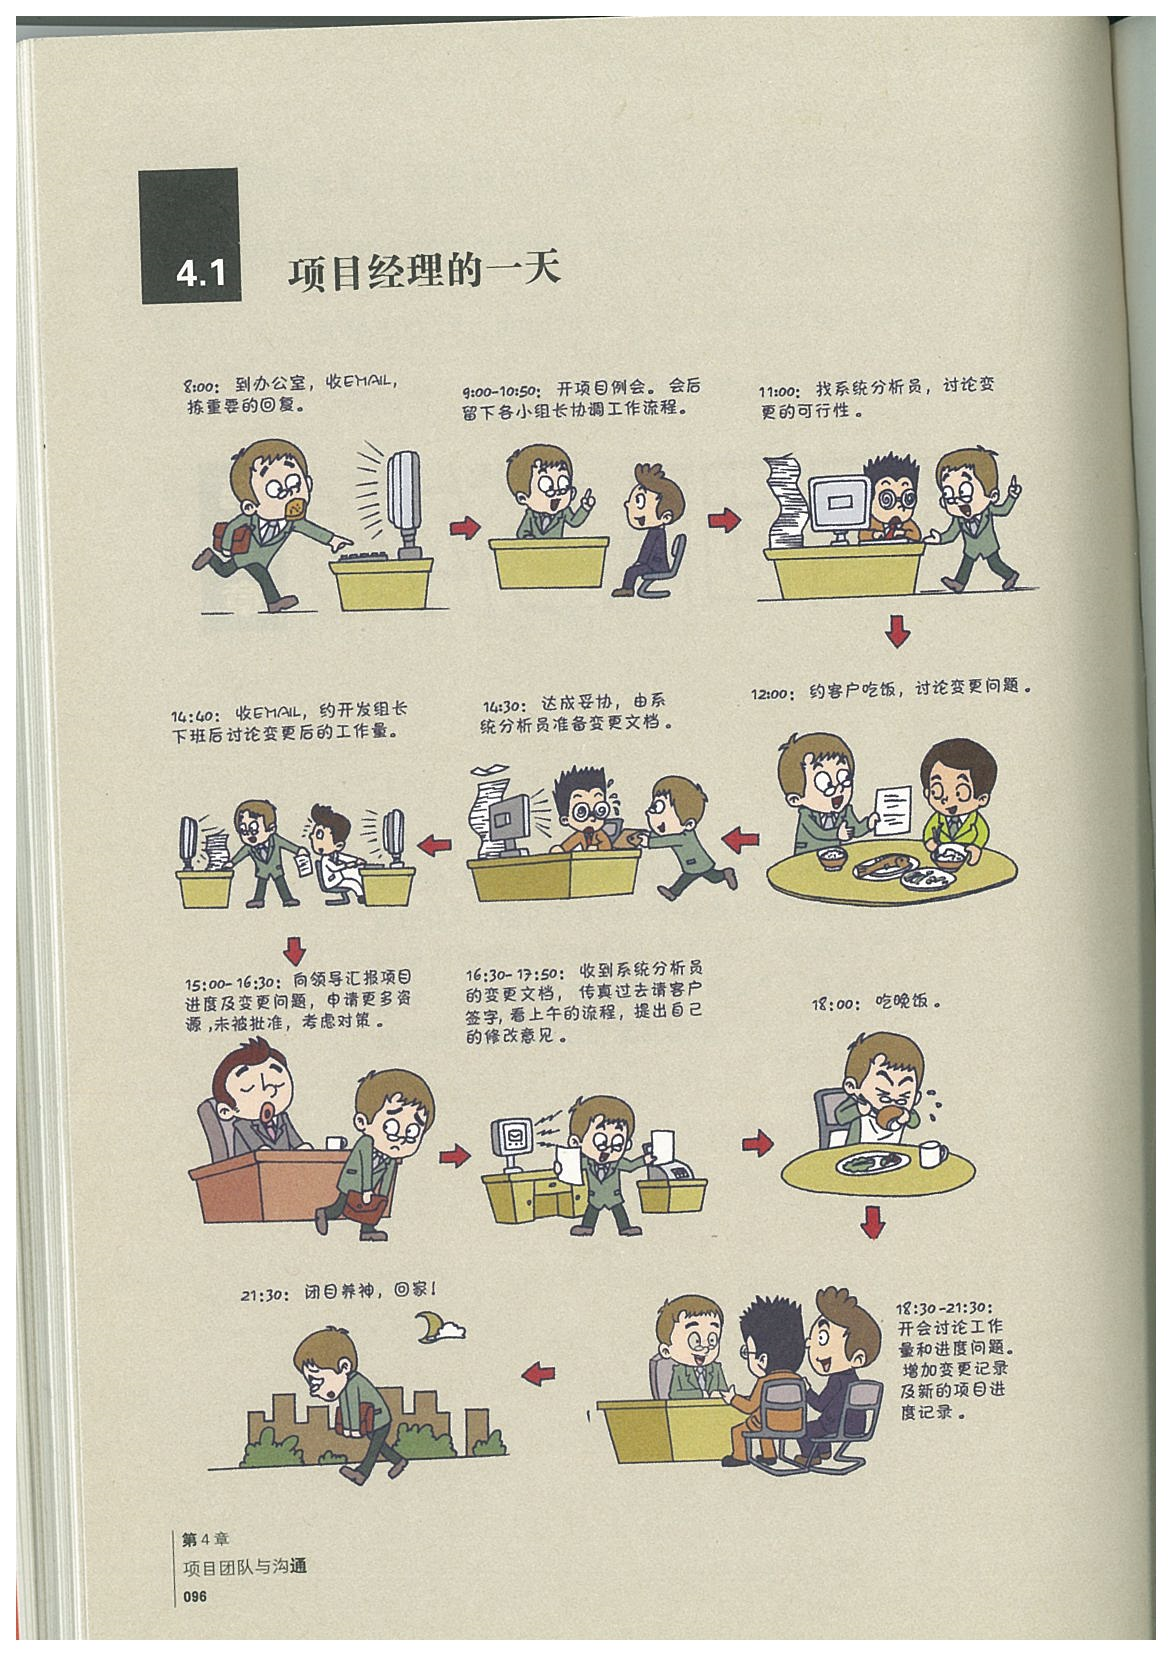 4.1
项目经理的一天
8:00: 到办公室，收EMAIL，
拣重要的回复。
9:00-10:50: 开项目例会。会后
留下各小组长协调工作流程。
11:00: 找系统分析员，讨论变
更的可行性。
12:00: 约客户吃饭，讨论变更问题。
14:30: 达成妥协，由系
统分析员准备变更文档。
14:40: 收EMAIL，约开发组长
下班后讨论变更后的工作量。
15:00-16:30: 向领导汇报项目
进度及变更问题，申请更多资
源,未被批准，考虑对策。
16:30-17:50: 收到系统分析员
的变更文档，传真过去请客户
签字,看上午的流程，提出自己
的修改意见。
18:00: 吃晚饭。
18:30-21:30:
开会讨论工作
量和进度问题。
增加变更记录
及新的项目进
度记录。
21:30: 闭目养神，回家!
第4章
项目团队与沟通
096